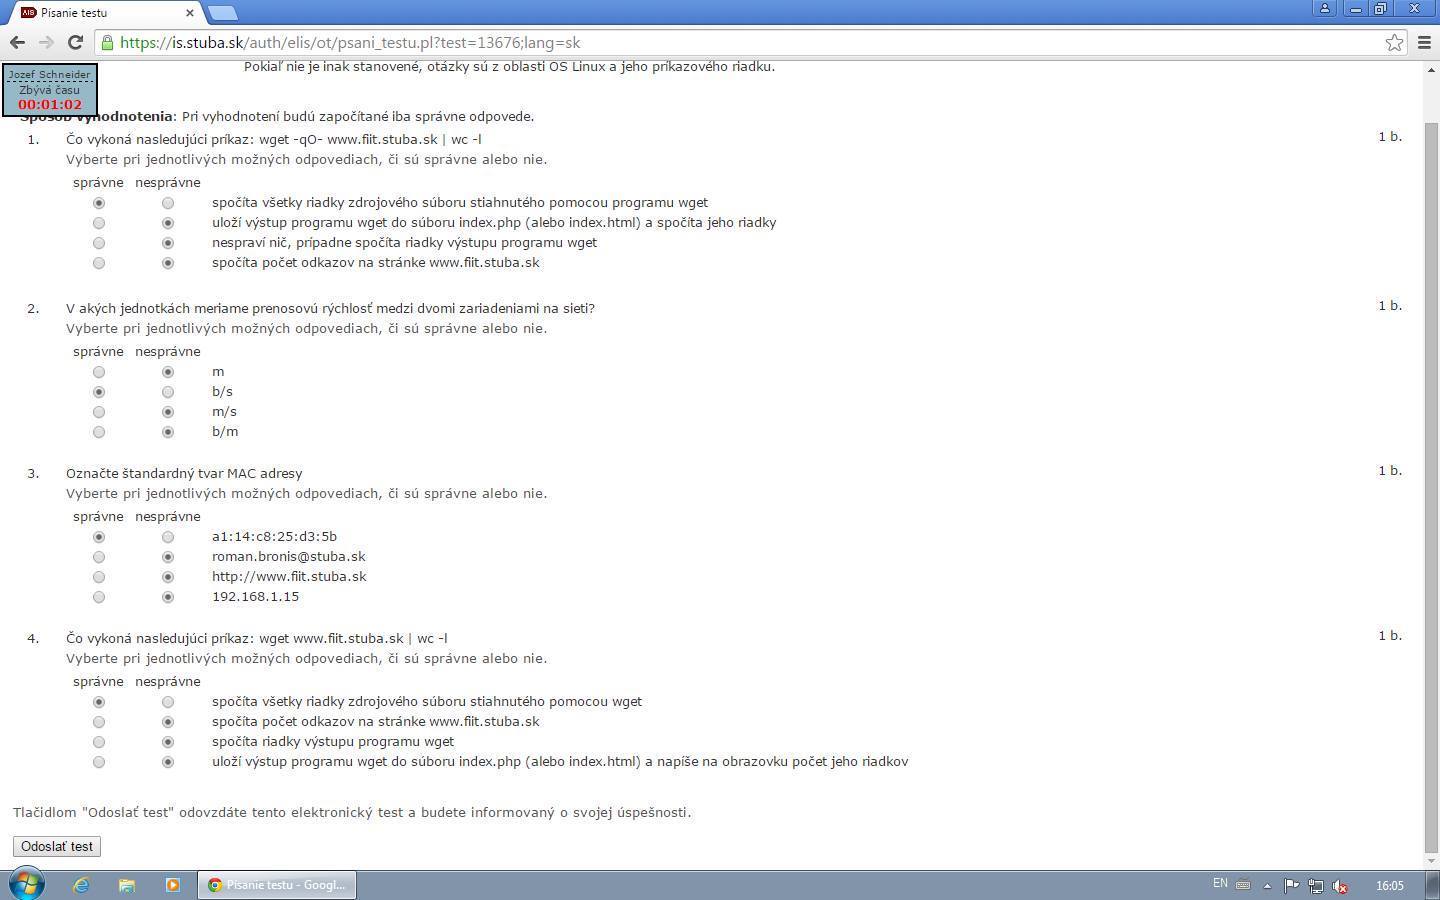 Písanie testu
https://is.stuba.sk/auth/elis/ot/psani_testu.pl?test=13676;lang=sk
Jozef Schneider
Zbývá času
00:01:02
Pokiaľ nie je inak stanovené, otázky sú z oblasti OS Linux a jeho príkazového riadku.
Spôsob vyhodnotenia: Pri vyhodnotení budú započítané iba správne odpovede.
1. Čo vykoná nasledujúci príkaz: wget -qO- www.fiit.stuba.sk | wc -l 1 b.
Vyberte pri jednotlivých možných odpovediach, či sú správne alebo nie.
správne nesprávne
spočíta všetky riadky zdrojového súboru stiahnutého pomocou programu wget
uloží výstup programu wget do súboru index.php (alebo index.html) a spočíta jeho riadky
nespraví nič, prípadne spočíta riadky výstupu programu wget
spočíta počet odkazov na stránke www.fiit.stuba.sk
2. V akých jednotkách meriame prenosovú rýchlosť medzi dvomi zariadeniami na sieti? 1 b.
Vyberte pri jednotlivých možných odpovediach, či sú správne alebo nie.
správne nesprávne
m
b/s
m/s
b/m
3. Označte štandardný tvar MAC adresy 1 b.
Vyberte pri jednotlivých možných odpovediach, či sú správne alebo nie.
správne nesprávne
a1:14:c8:25:d3:5b
roman.bronis@stuba.sk
http://www.fiit.stuba.sk
192.168.1.15
4. Čo vykoná nasledujúci príkaz: wget www.fiit.stuba.sk | wc -l 1 b.
Vyberte pri jednotlivých možných odpovediach, či sú správne alebo nie.
správne nesprávne
spočíta všetky riadky zdrojového súboru stiahnutého pomocou wget
spočíta počet odkazov na stránke www.fiit.stuba.sk
spočíta riadky výstupu programu wget
uloží výstup programu wget do súboru index.php (alebo index.html) a napíše na obrazovku počet jeho riadkov
Tlačidlom "Odoslať test" odovzdáte tento elektronický test a budete informovaný o svojej úspešnosti.
Odoslať test
Písanie testu - Googl...
EN
16:05